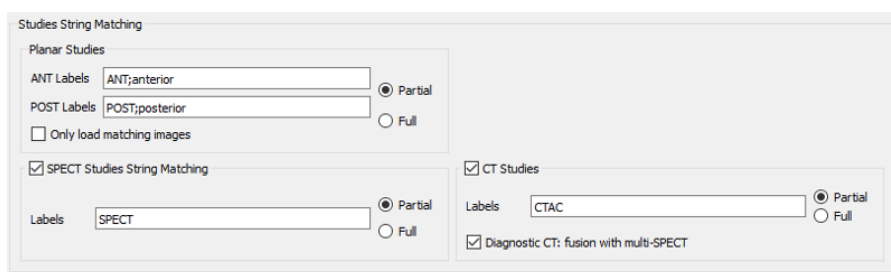 Studies String Matching
Planar Studies
ANT Labels ANT;anterior
Partial
POST Labels POST;posterior
Full
Only load matching images
SPECT Studies String Matching
Labels SPECT
Partial
Full
CT Studies
Labels CTAC
Partial
Full
Diagnostic CT: fusion with multi-SPECT